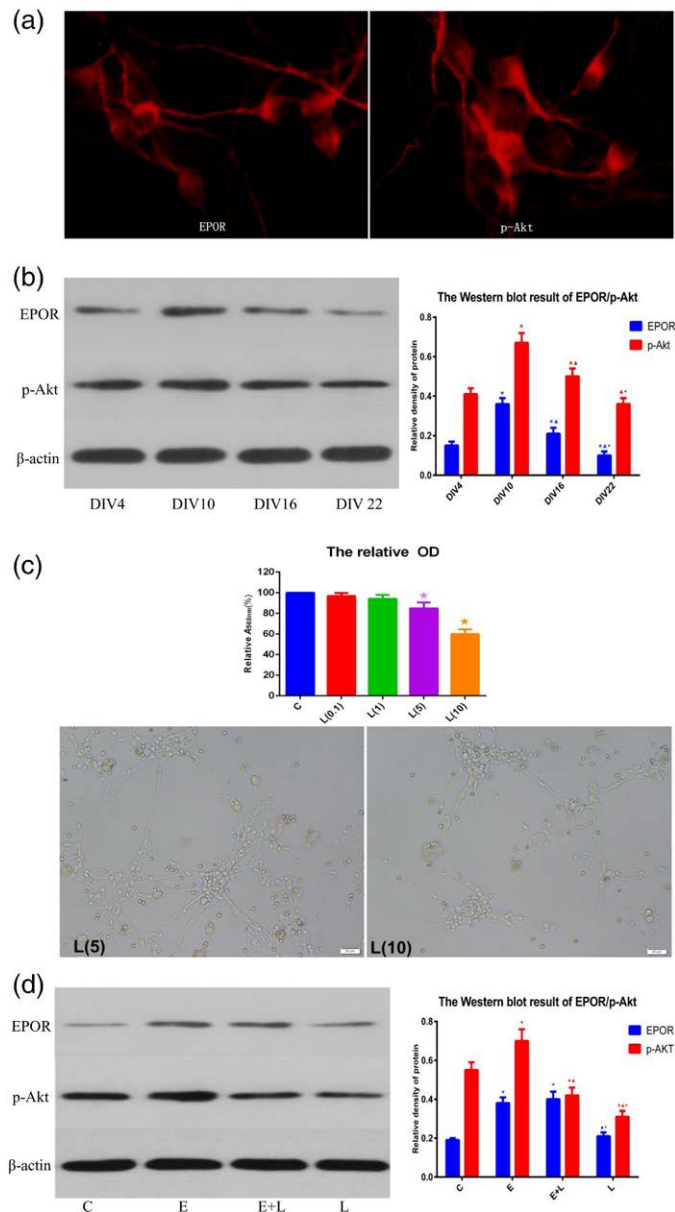 (a)
EPOR
p-Akt
(b)
EPOR
p-Akt
β-actin
DIV4 DIV10 DIV16 DIV 22
The Western blot result of EPOR/p-Akt
Relative density of protein
0.8
0.6
0.4
0.2
0.0
DIV4 DIV10 DIV16 DIV22
EPOR
p-Akt
(c)
The relative OD
Relative (%)
120
100
80
60
40
20
0
C L(0.1) L(1) L(5) L(10)
L(5)
L(10)
(d)
EPOR
p-Akt
β-actin
C E E+L L
The Western blot result of EPOR/p-Akt
Relative density of protein
0.8
0.6
0.4
0.2
0.0
C E E+L L
EPOR
p-AKT